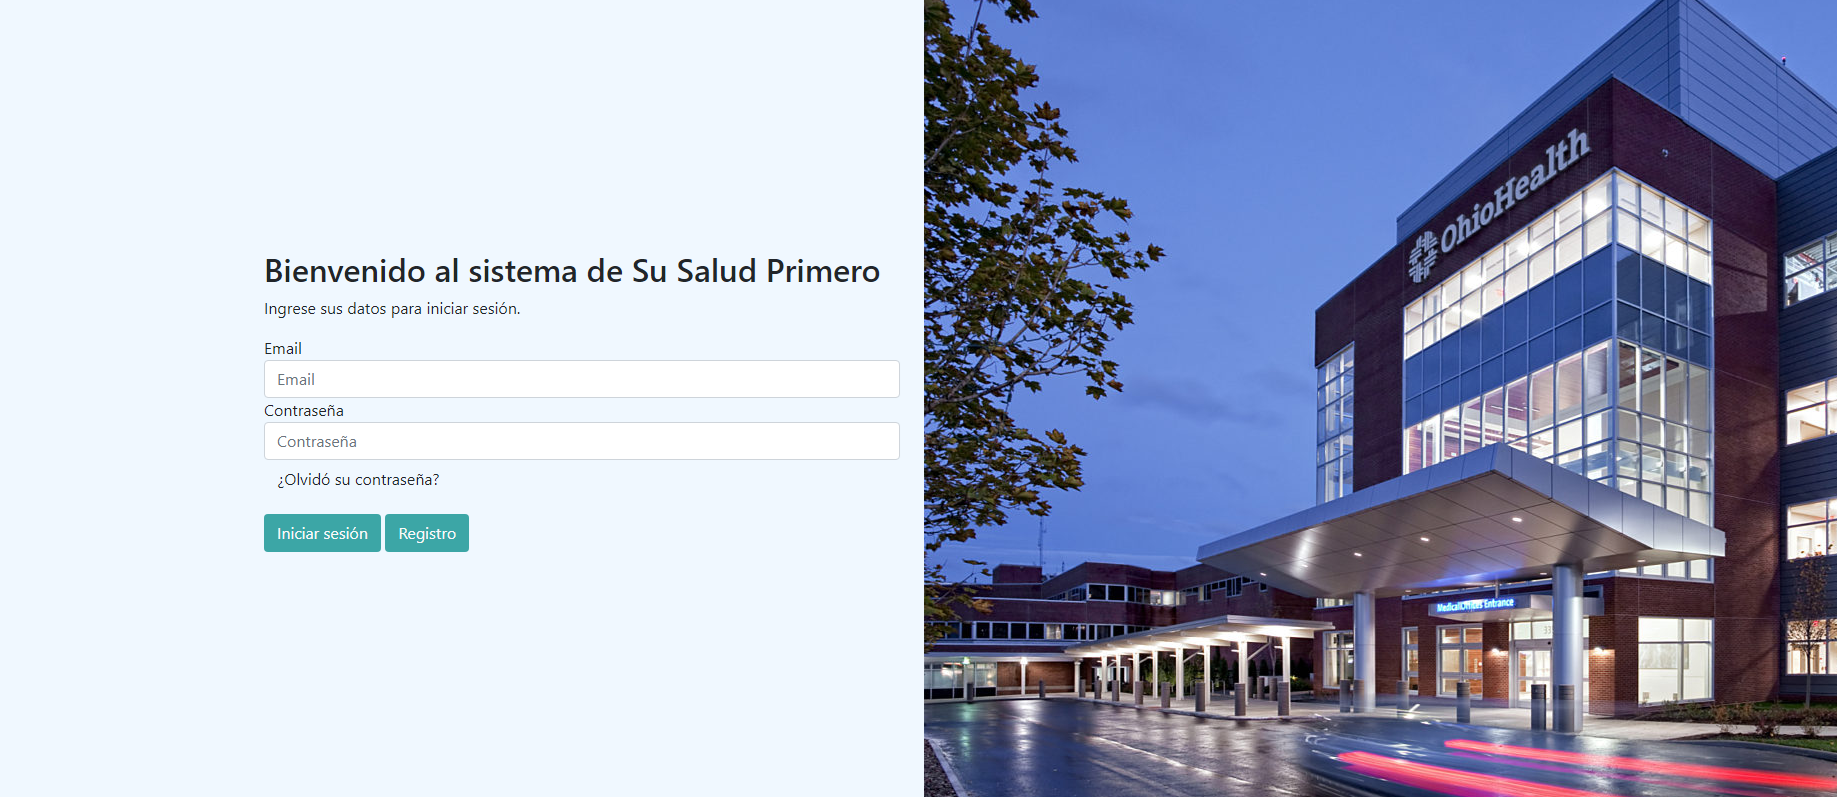 Bienvenido al sistema de Su Salud Primero
Ingrese sus datos para iniciar sesión.
Email
Email
Contraseña
Contraseña
¿Olvidó su contraseña?
Iniciar sesión
Registro
OhioHealth
Medical Offices Entrance